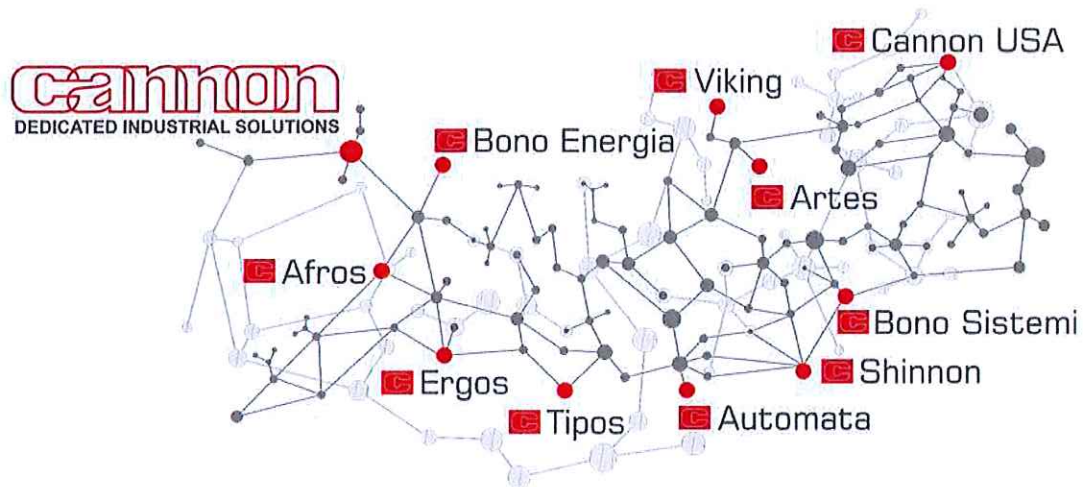 cannon
DEDICATED INDUSTRIAL SOLUTIONS
Cannon USA
Viking
Bono Energia
Artes
Afros
Bono Sistemi
Ergos
Shinnon
Tipos
Automata